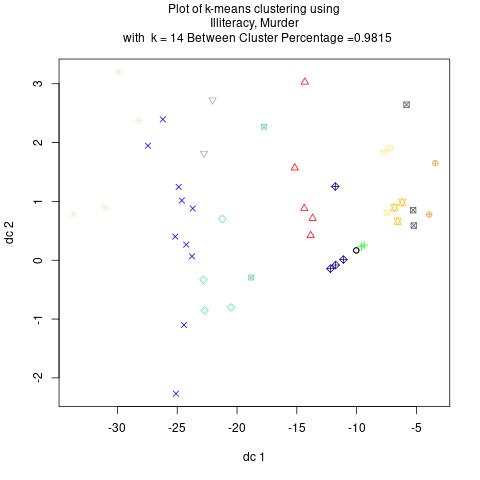 Plot of k-means clustering using
Illiteracy, Murder
with  k = 14 Between Cluster Percentage =0.9815
3
2
1
0
-1
-2
dc 2
-30
-25
-20
-15
-10
-5
dc 1